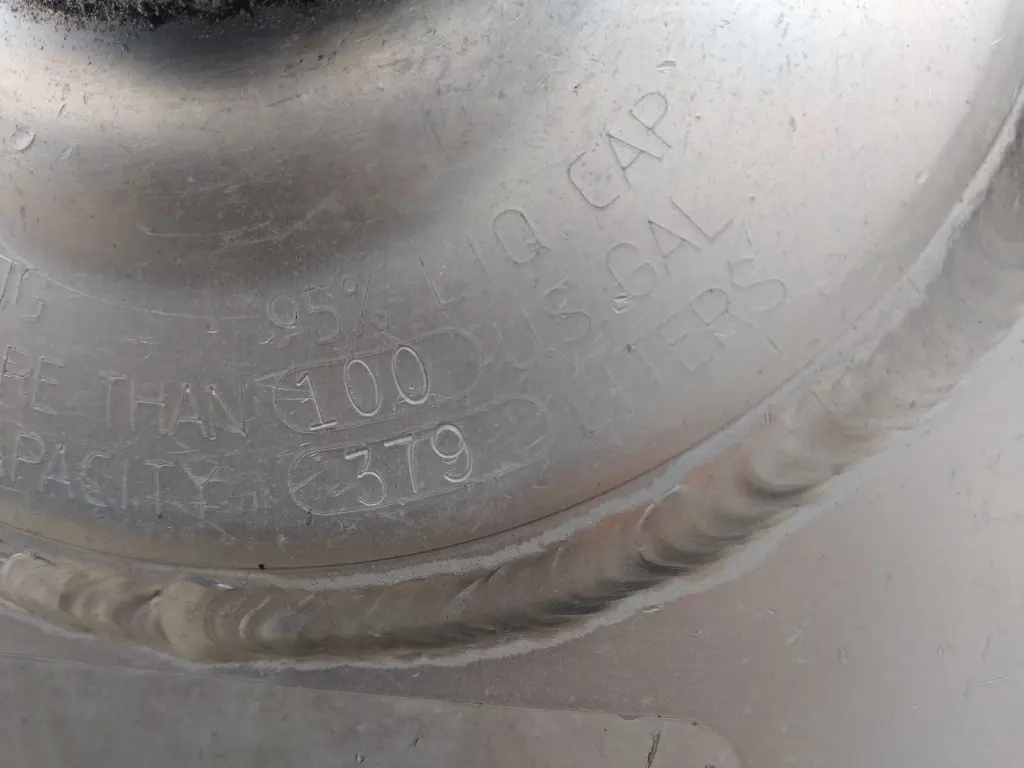 95% LIQ CAP
RE THAN 100 US GAL
APACITY 379 LITERS